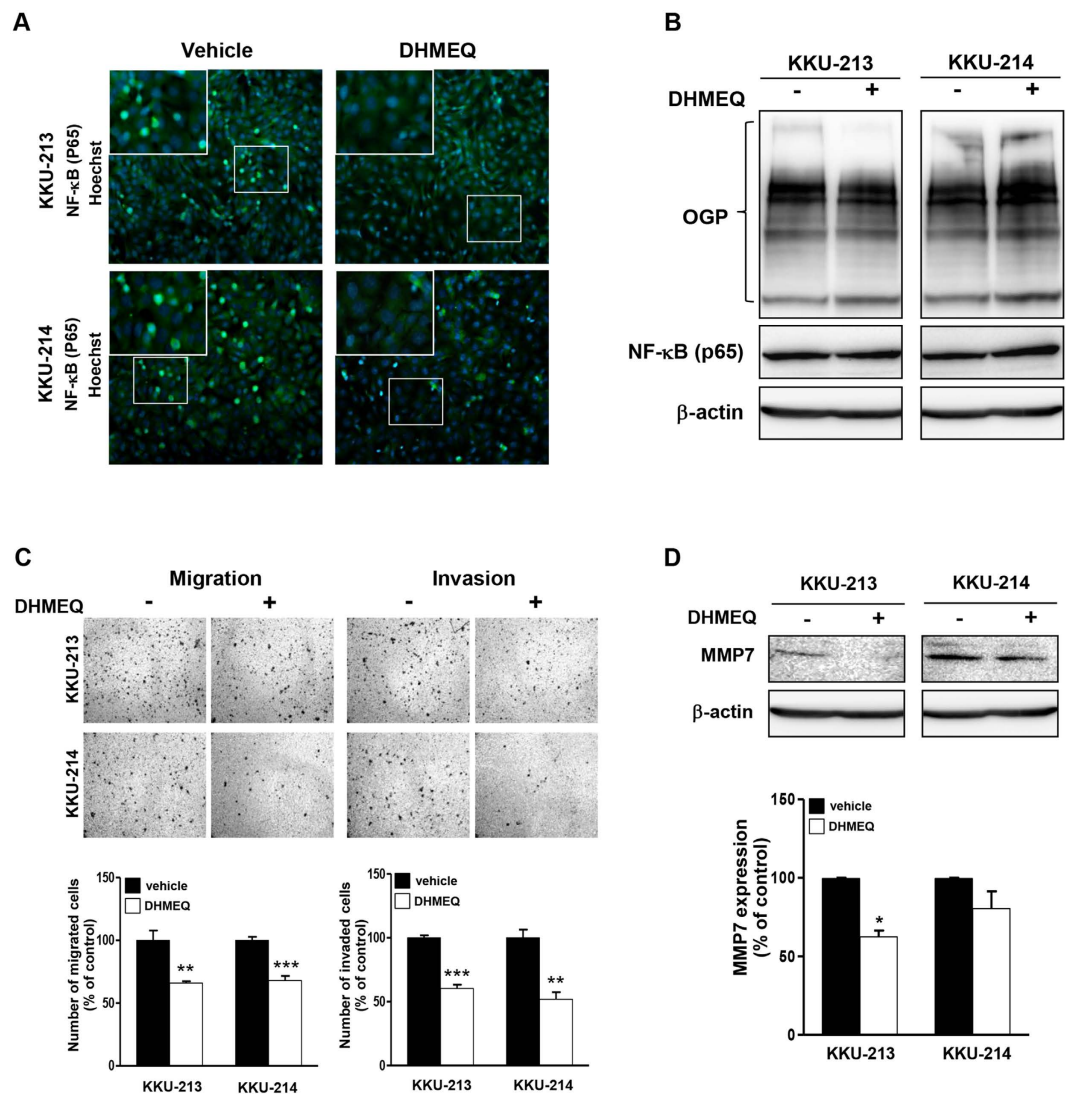 A
Vehicle DHMEQ
KKU-213
NF-κB (P65)
Hoechst
KKU-214
NF-κB (P65)
Hoechst
B
KKU-213 KKU-214
DHMEQ - + - +
OGP
NF-κB (p65)
β-actin
C
Migration Invasion
DHMEQ - + - +
KKU-213
KKU-214
Number of migrated cells
(% of control)
150
100
50
0
vehicle
DHMEQ
**
***
KKU-213 KKU-214
Number of invaded cells
(% of control)
150
100
50
0
vehicle
DHMEQ
***
**
KKU-213 KKU-214
D
KKU-213 KKU-214
DHMEQ - + - +
MMP7
β-actin
MMP7 expression
(% of control)
150
100
50
0
vehicle
DHMEQ
*
KKU-213 KKU-214